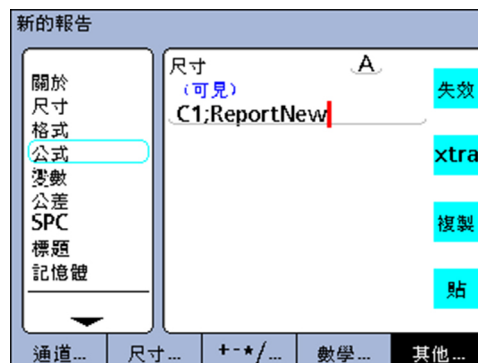 新的報告
關於
尺寸
格式
公式
變數
公差
SPC
標題
記憶體
尺寸
A
(可見)
C1;ReportNew
失效
xtra
複製
貼
通道...
尺寸...
+-*/...
數學...
其他...